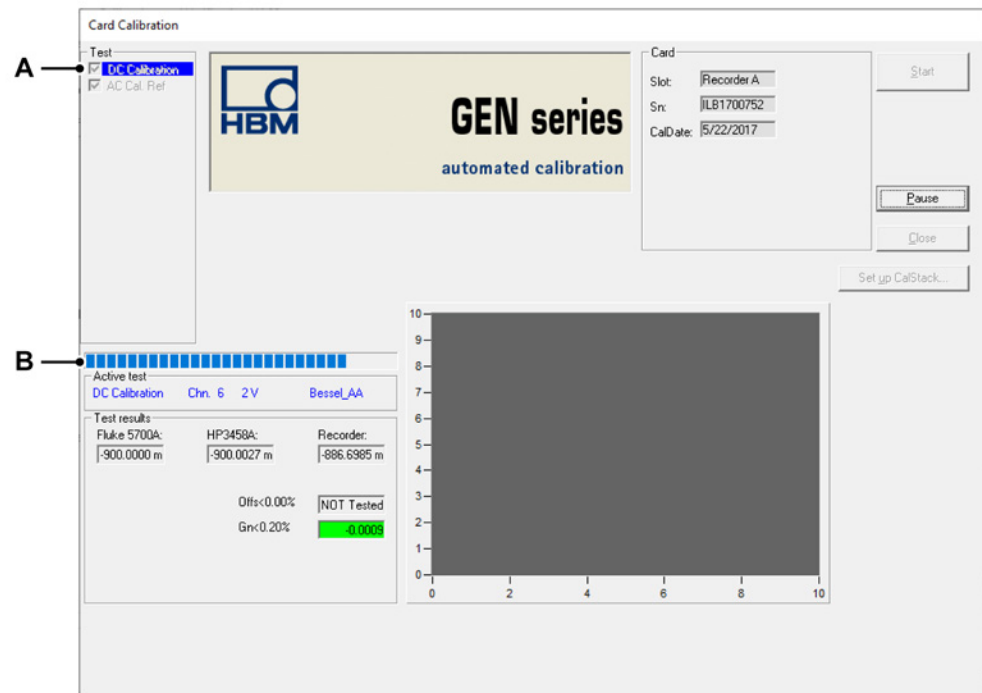 Card Calibration
Test
A
DC Calibration
AC Cal. Ref
HBM
GEN series
automated calibration
Card
Slot: Recorder A
Sn: ILB1700752
CalDate: 5/22/2017
Start
Pause
Close
Set up CalStack...
B
Active test
DC Calibration Chn. 6 2 V Bessel_AA
Test results
Fluke 5700A: HP3458A: Recorder:
-900.0000 m -900.0027 m -886.6985 m
Offs<0.00% NOT Tested
Gn<0.20% -0.0009
10
9
8
7
6
5
4
3
2
1
0
0 2 4 6 8 10